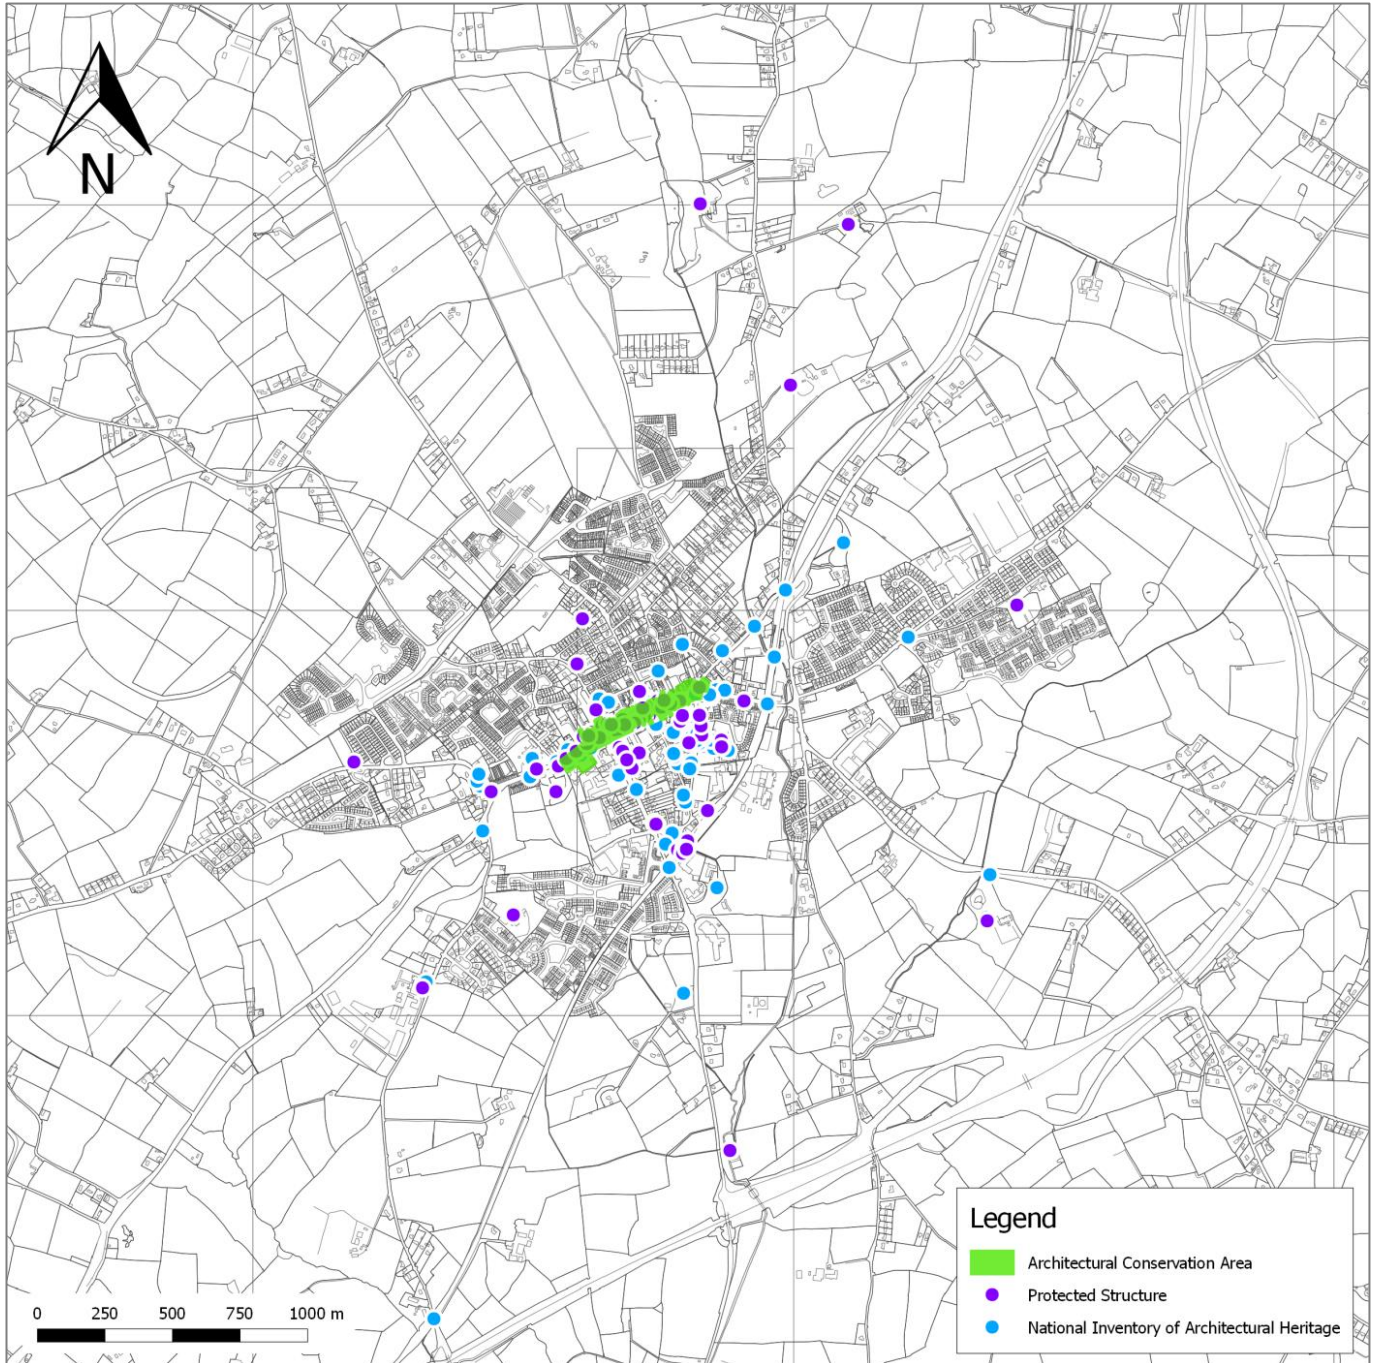 N
Legend
Architectural Conservation Area
Protected Structure
National Inventory of Architectural Heritage
0 250 500 750 1000 m